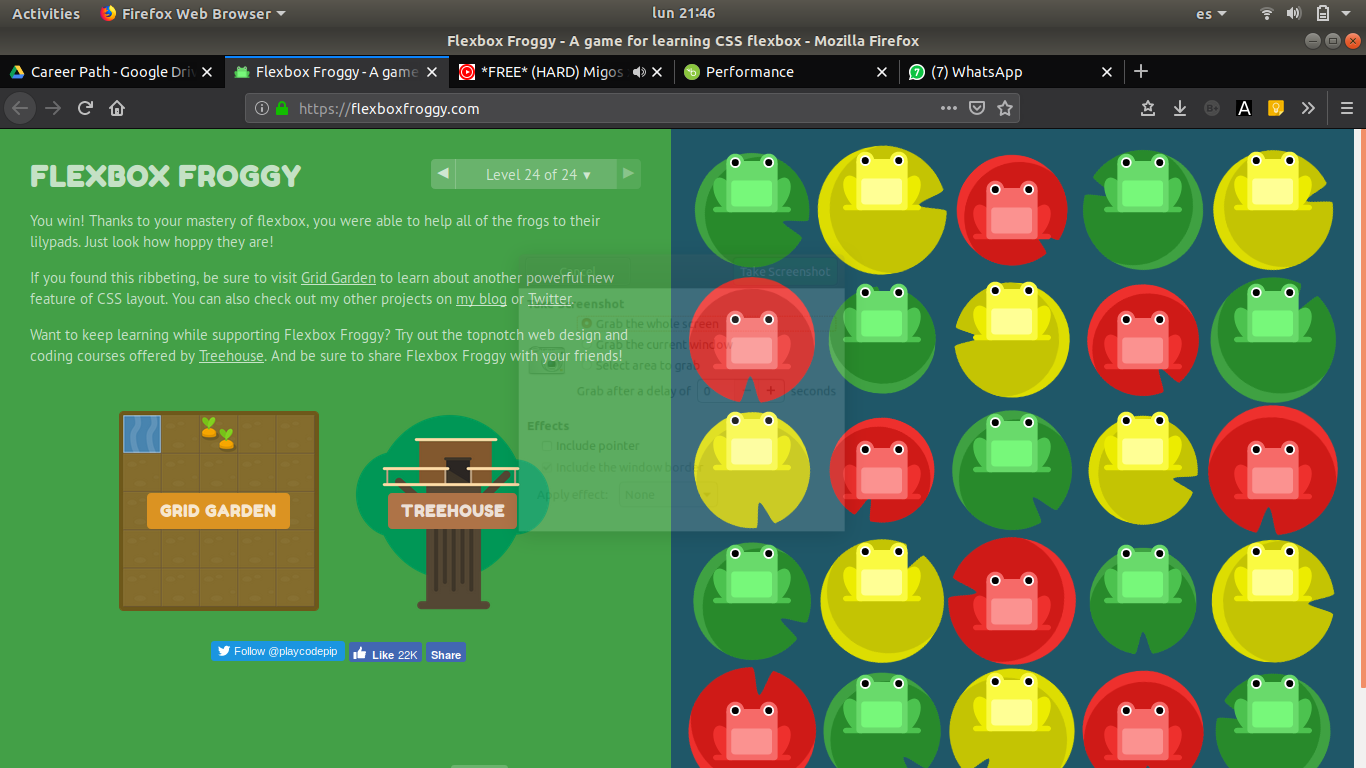 Activities Firefox Web Browser lun 21:46 es
Flexbox Froggy - A game for learning CSS flexbox - Mozilla Firefox
Career Path - Google Driv Flexbox Froggy - A game *FREE* (HARD) Migos Performance (7) WhatsApp
https://flexboxfroggy.com
FLEXBOX FROGGY
Level 24 of 24
You win! Thanks to your mastery of flexbox, you were able to help all of the frogs to their
lilypads. Just look how hoppy they are!
If you found this ribbeting, be sure to visit Grid Garden to learn about another powerful new
feature of CSS layout. You can also check out my other projects on my blog or Twitter.
Want to keep learning while supporting Flexbox Froggy? Try out the topnotch web design and
coding courses offered by Treehouse. And be sure to share Flexbox Froggy with your friends!
Cancel Take Screenshot
Screenshot
Grab the whole screen
Grab the current window
Select area to grab
Grab after a delay of 0 - + seconds
Effects
Include pointer
Include the window border
Apply effect: None
GRID GARDEN
TREEHOUSE
Follow @playcodepip Like 22K Share